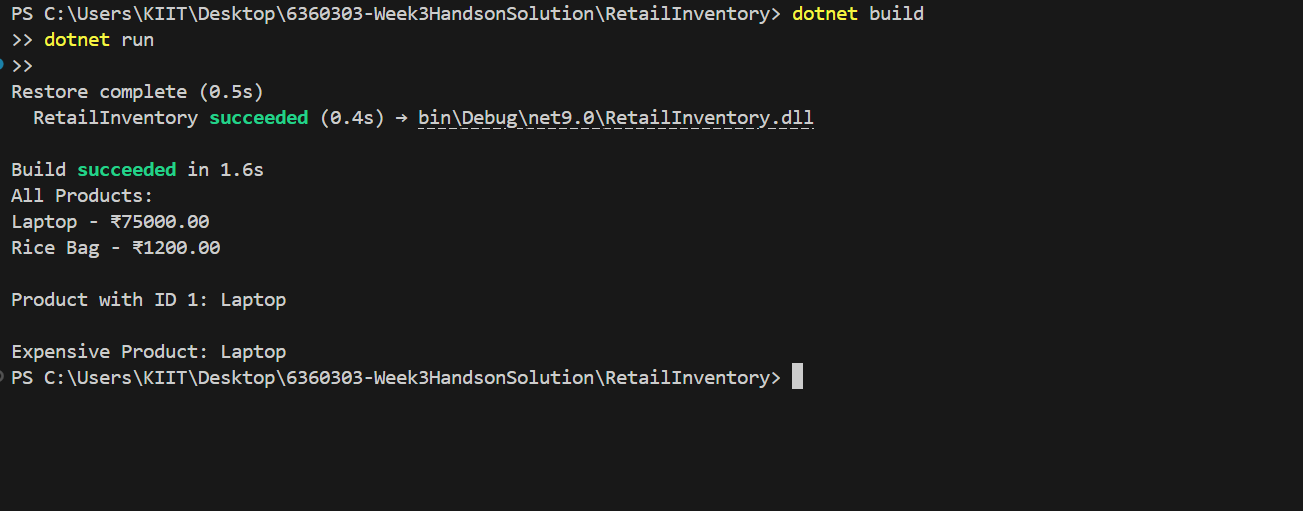 PS C:\Users\KIIT\Desktop\6360303-Week3HandsonSolution\RetailInventory> dotnet build
>> dotnet run
>>
Restore complete (0.5s)
  RetailInventory succeeded (0.4s) → bin\Debug\net9.0\RetailInventory.dll

Build succeeded in 1.6s
All Products:
Laptop - ₹75000.00
Rice Bag - ₹1200.00

Product with ID 1: Laptop

Expensive Product: Laptop
PS C:\Users\KIIT\Desktop\6360303-Week3HandsonSolution\RetailInventory>